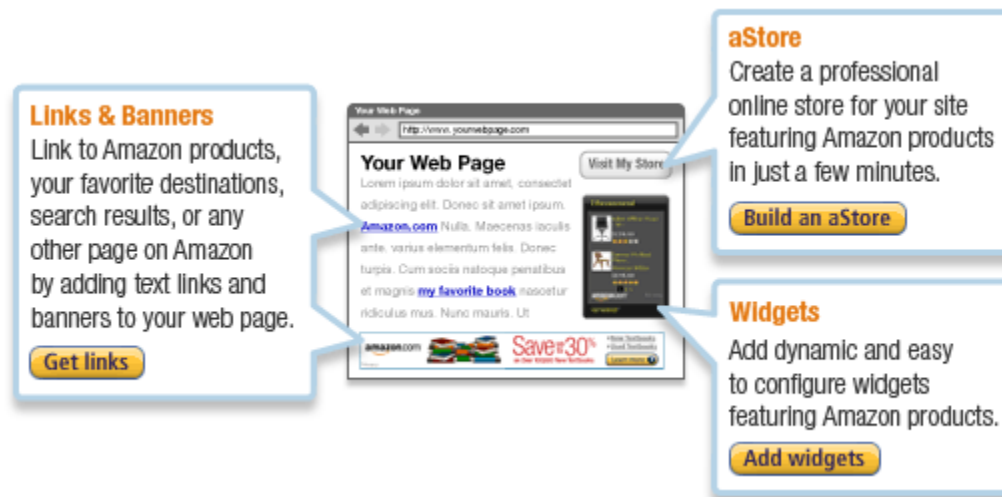 Links & Banners
Link to Amazon products,
your favorite destinations,
search results, or any
other page on Amazon
by adding text links and
banners to your web page.
Get links
Your Web Page
http://www. yourwebpage.com
Your Web Page
Visit My Store
Lorem ipsum dolor sit amet, consectet
adipiscing elit. Donec sit amet ipsum.
Amazon.com Nulla. Maecenas iaculis
ante. varius elementum felis. Donec
turpis. Cum sociis natoque penatibus
et magnis my favorite book nascetur
ridiculus mus. Nunc mauris. Ut
amazon.com
Save 30%
New Textbooks
Used Textbooks
Learn more
aStore
Create a professional
online store for your site
featuring Amazon products
in just a few minutes.
Build an aStore
Widgets
Add dynamic and easy
to configure widgets
featuring Amazon products.
Add widgets